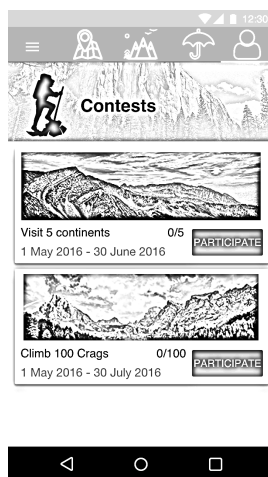 12:30
Contests
Visit 5 continents 0/5
PARTICIPATE
1 May 2016 - 30 June 2016
Climb 100 Crags 0/100
PARTICIPATE
1 May 2016 - 30 July 2016